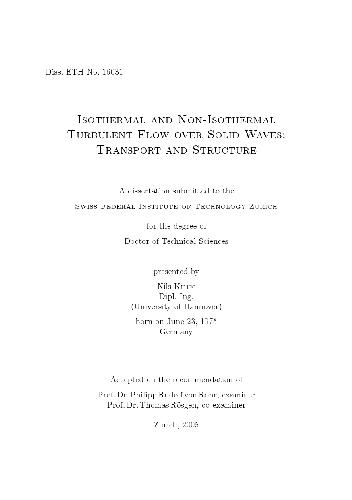 Diss. ETH No. 16031
Isothermal and Non-Isothermal
Turbulent Flow over Solid Waves:
Transport and Structure
A dissertation submitted to the
Swiss Federal Institute of Technology Zurich
for the degree of
Doctor of Technical Sciences
presented by
Nils Kruse
Dipl. Ing.
(University of Hannover)
born on June 23,
Germany
Accepted on the recommendation of
Prof. Dr. Philipp Rudolf von Rohr, examiner
Prof. Dr. Thomas Rösgen, co-examiner
Zurich,